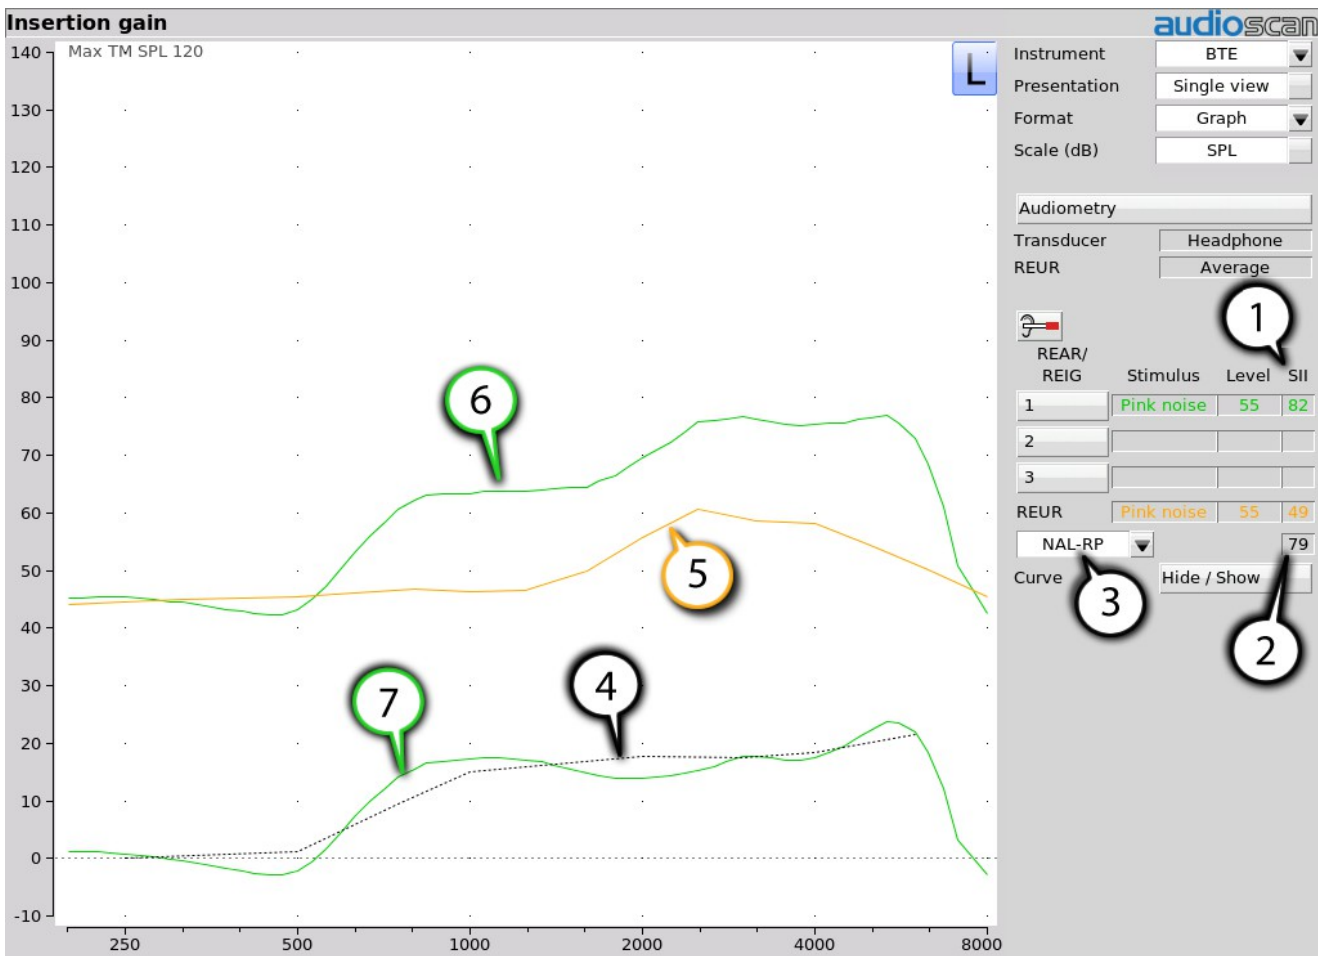 Insertion gain
audioscan
Max TM SPL 120
L
140
130
120
110
100
90
80
70
60
50
40
30
20
10
0
-10
250
500
1000
2000
4000
8000
6
5
7
4
Instrument BTE
Presentation Single view
Format Graph
Scale (dB) SPL
Audiometry
Transducer Headphone
REUR Average
1
REAR/
REIG Stimulus Level SII
1 Pink noise 55 82
2
3
REUR Pink noise 55 49
NAL-RP 79
Curve Hide / Show
3
2